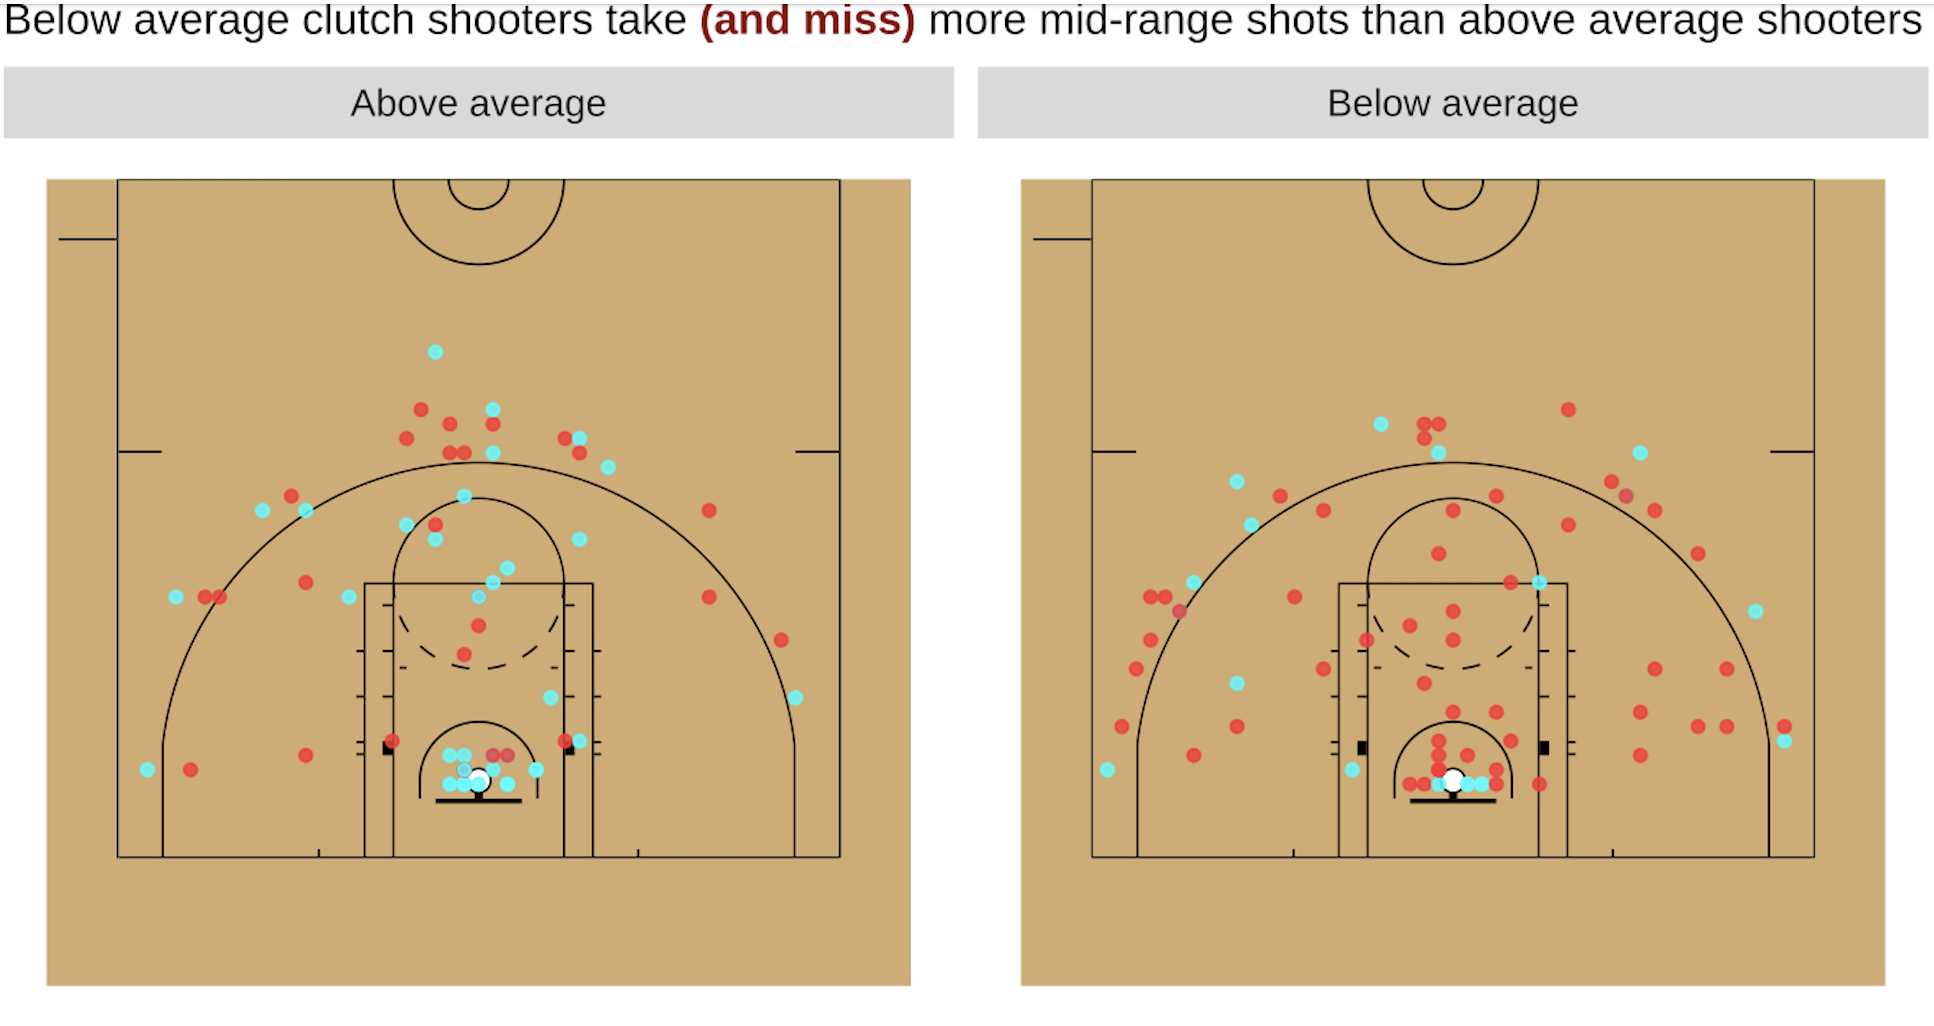 Below average clutch shooters take (and miss) more mid-range shots than above average shooters
Above average
Below average